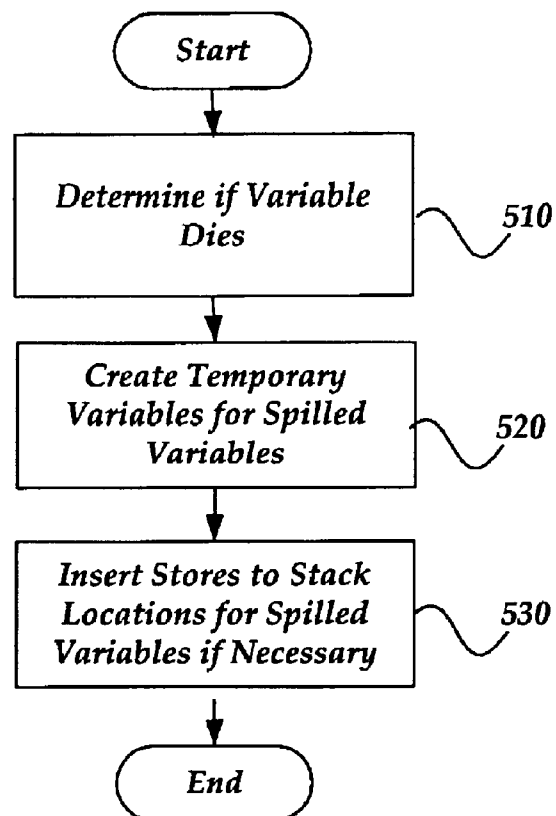 Start
Determine if Variable
Dies
510
Create Temporary
Variables for Spilled
Variables
520
Insert Stores to Stack
Locations for Spilled
Variables if Necessary
530
End